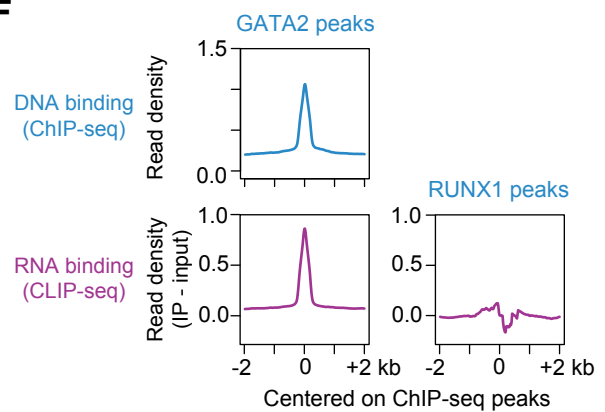 F
GATA2 peaks
DNA binding
(ChIP-seq)
Read density
1.5
0.0
RUNX1 peaks
RNA binding
(CLIP-seq)
Read density
(IP - input)
1.0
0.5
0.0
1.0
0.5
0.0
-2 0 +2 kb
-2 0 +2 kb
Centered on ChIP-seq peaks